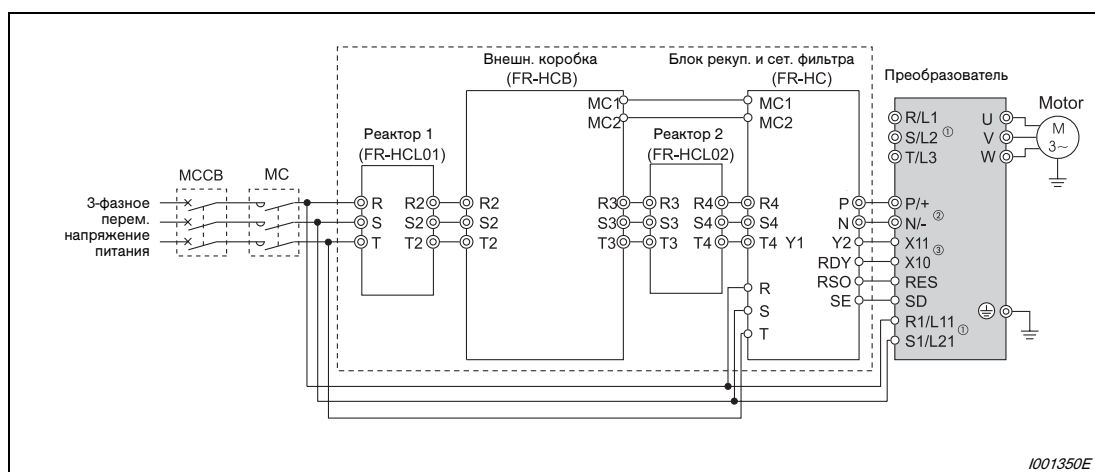 Внешн. коробка
(FR-HCB)
Блок рекуп. и сет. фильтра
(FR-HC)
Преобразователь
Motor
M
3~
MC1
MC2
MC1
MC2
R/L1
S/L2 ①
T/L3
U
V
W
Реактор 1
(FR-HCL01)
Реактор 2
(FR-HCL02)
MCCB
MC
3-фазное
перем.
напряжение
питания
R
S
T
R2
S2
T2
R2
S2
T2
R3
S3
T3
R3
S3
T3
R4
S4
T4
R4
S4
T4
Y1
P
N
Y2
RDY
RSO
SE
R
S
T
P/+
N/- ②
X11
X10 ③
RES
SD
R1/L11
S1/L21 ①
I001350E